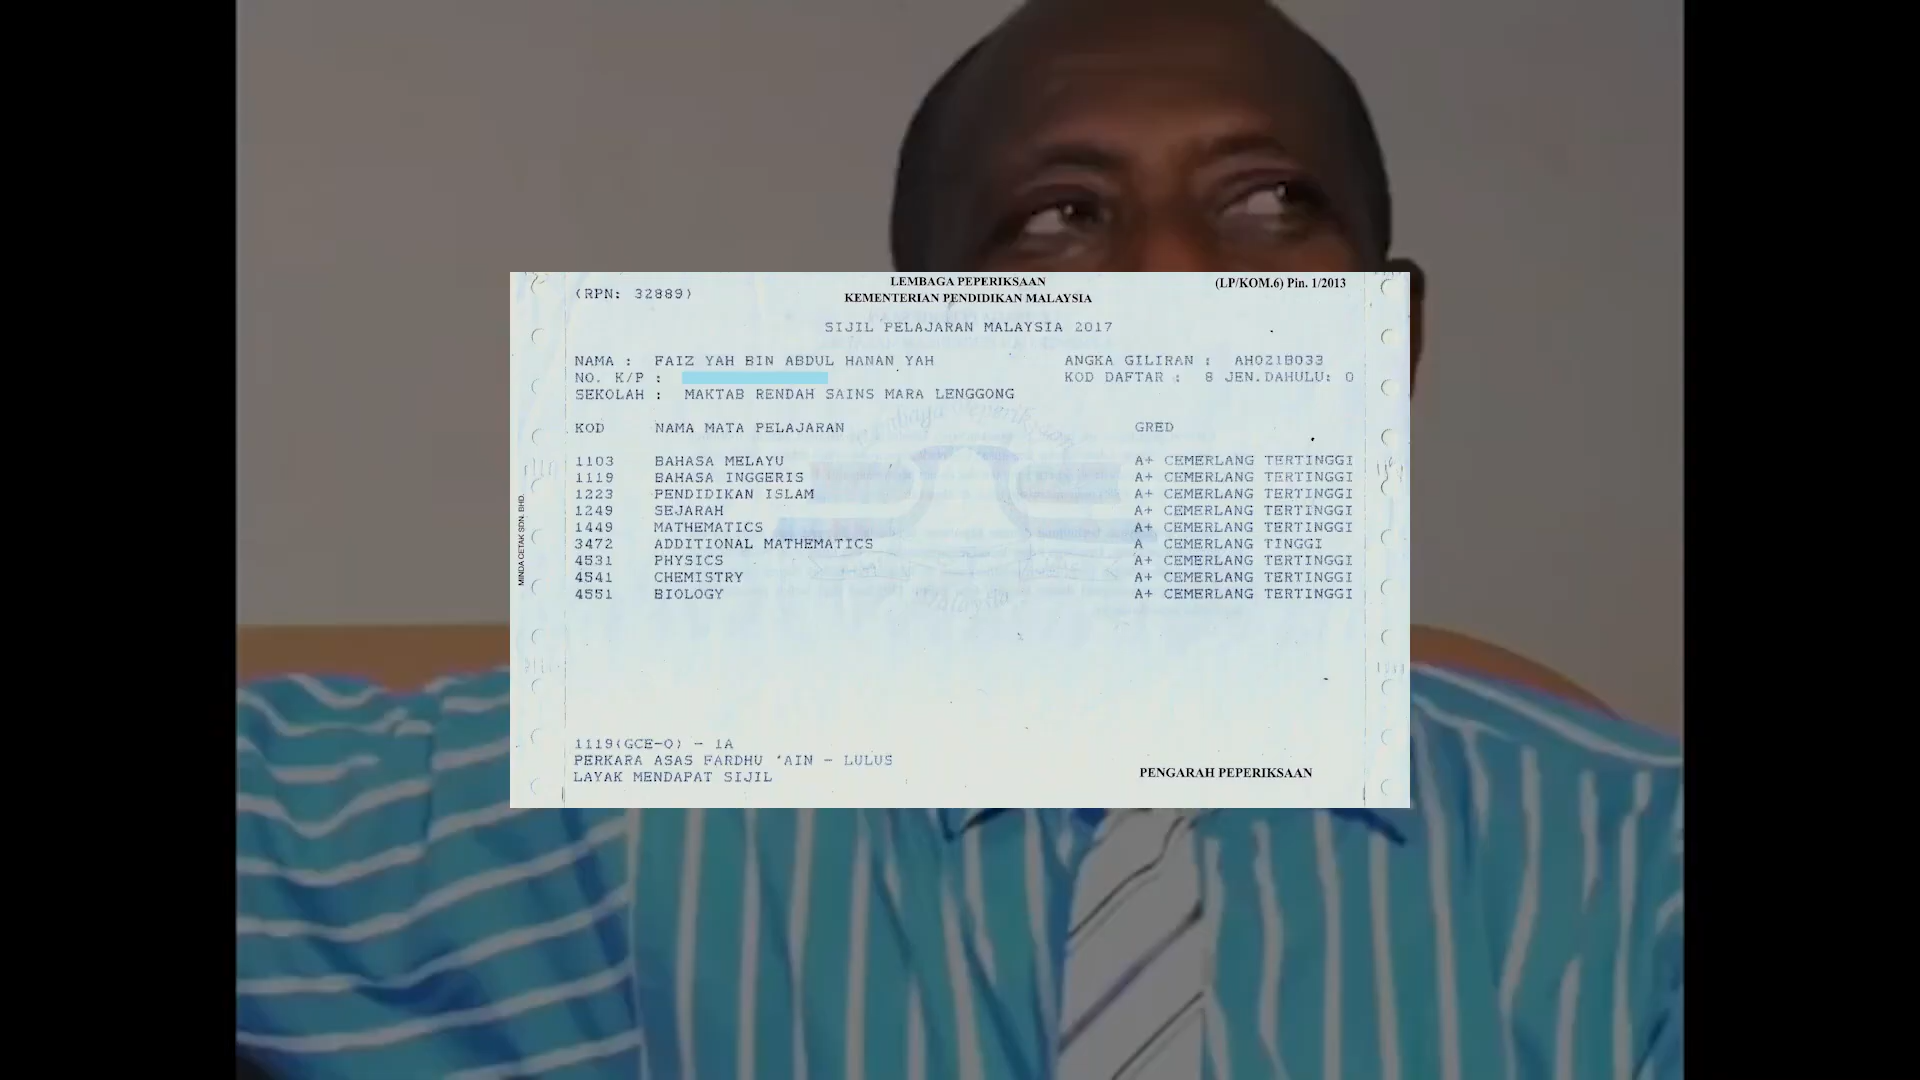 LEMBAGA PEPERIKSAAN
(LP/KOM.6) Pin. 1/2013
(RPN: 32889)
KEMENTERIAN PENDIDIKAN MALAYSIA
SIJIL PELAJARAN MALAYSIA 2017
NAMA : FAIZ YAH BIN ABDUL HANAN YAH ANGKA GILIRAN : AH021B033
NO. K/P : KOD DAFTAR : 8 JEN.DAHULU: 0
SEKOLAH : MAKTAB RENDAH SAINS MARA LENGGONG
KOD NAMA MATA PELAJARAN GRED
1103 BAHASA MELAYU A+ CEMERLANG TERTINGGI
1119 BAHASA INGGERIS A+ CEMERLANG TERTINGGI
1223 PENDIDIKAN ISLAM A+ CEMERLANG TERTINGGI
1249 SEJARAH A+ CEMERLANG TERTINGGI
1449 MATHEMATICS A+ CEMERLANG TERTINGGI
3472 ADDITIONAL MATHEMATICS A CEMERLANG TINGGI
4531 PHYSICS A+ CEMERLANG TERTINGGI
4541 CHEMISTRY A+ CEMERLANG TERTINGGI
4551 BIOLOGY A+ CEMERLANG TERTINGGI
MINDA CETAK SDN. BHD.
1119(GCE-O) - 1A
PERKARA ASAS FARDHU 'AIN - LULUS
LAYAK MENDAPAT SIJIL
PENGARAH PEPERIKSAAN